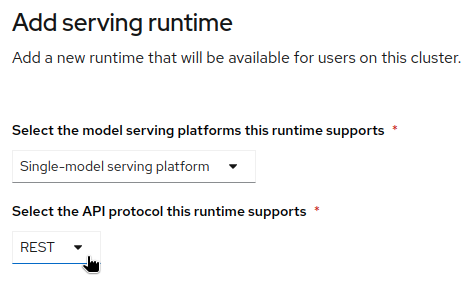 Add serving runtime
Add a new runtime that will be available for users on this cluster.
Select the model serving platforms this runtime supports *
Single-model serving platform
Select the API protocol this runtime supports *
REST